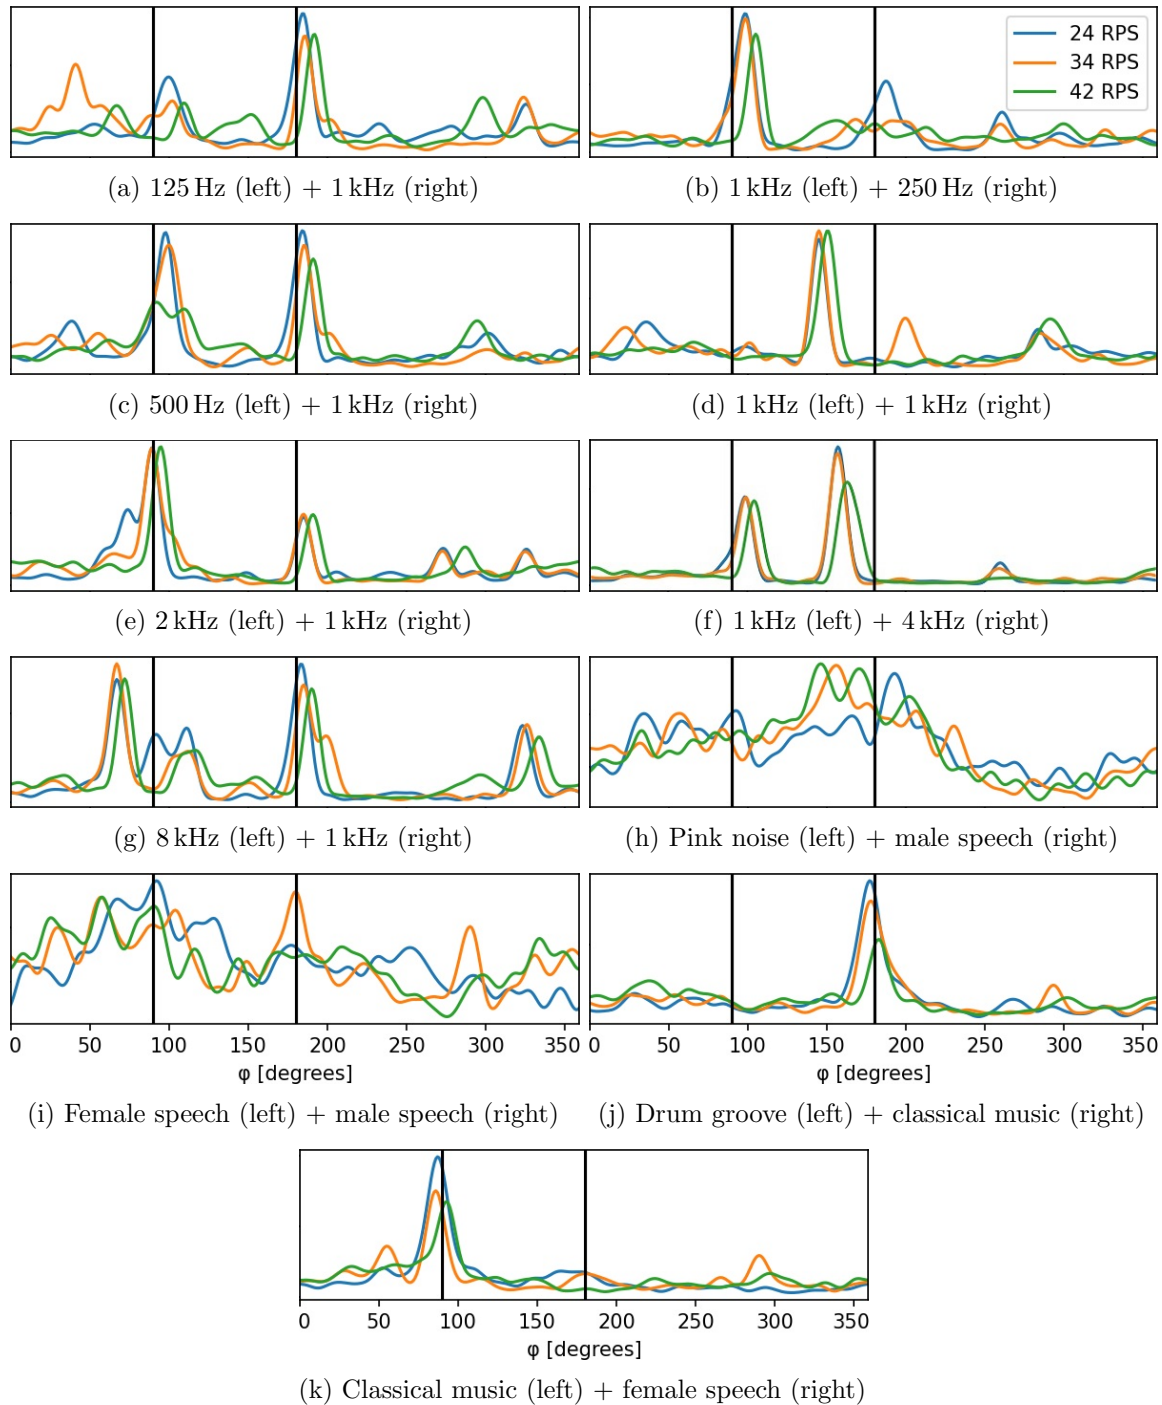 24 RPS
34 RPS
42 RPS
(a) 125 Hz (left) + 1 kHz (right)
(b) 1 kHz (left) + 250 Hz (right)
(c) 500 Hz (left) + 1 kHz (right)
(d) 1 kHz (left) + 1 kHz (right)
(e) 2 kHz (left) + 1 kHz (right)
(f) 1 kHz (left) + 4 kHz (right)
(g) 8 kHz (left) + 1 kHz (right)
(h) Pink noise (left) + male speech (right)
0 50 100 150 200 250 300 350
φ [degrees]
(i) Female speech (left) + male speech (right)
0 50 100 150 200 250 300 350
φ [degrees]
(j) Drum groove (left) + classical music (right)
0 50 100 150 200 250 300 350
φ [degrees]
(k) Classical music (left) + female speech (right)